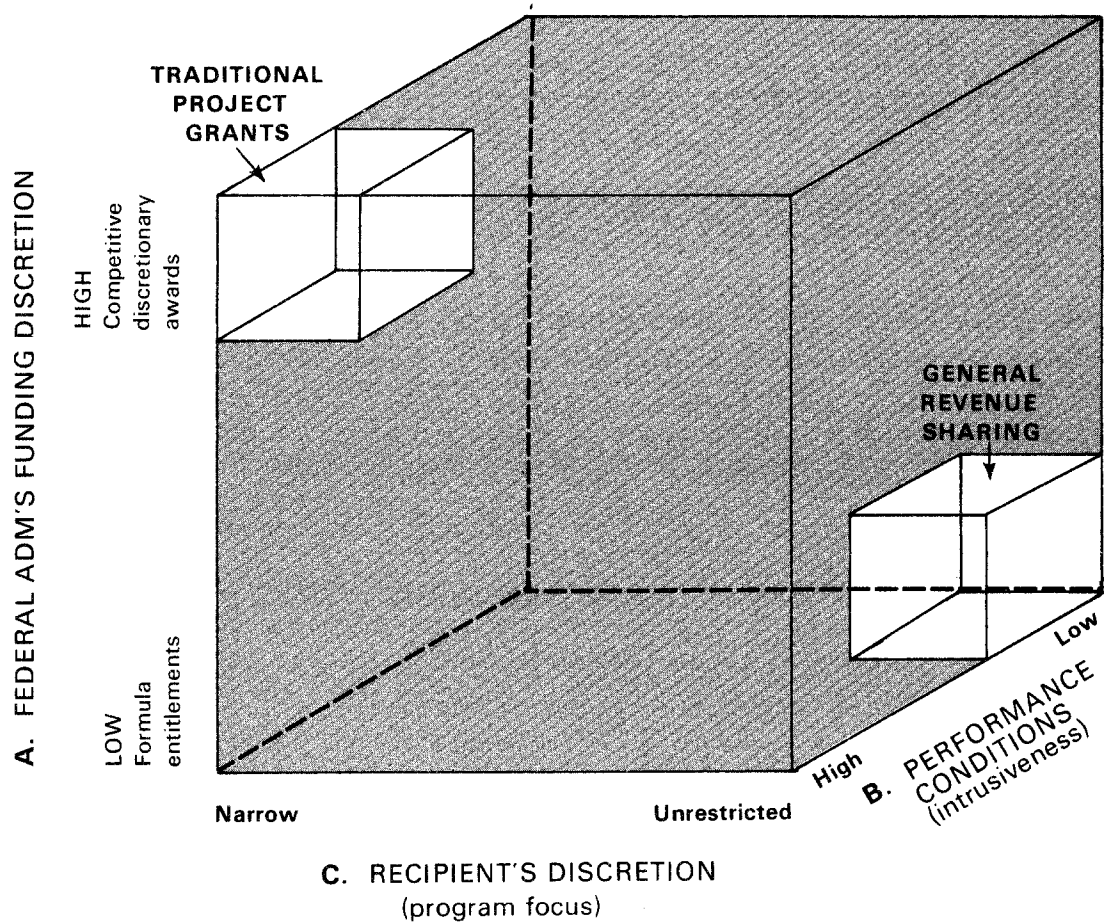 TRADITIONAL
PROJECT
GRANTS
A. FEDERAL ADM'S FUNDING DISCRETION
HIGH
Competitive
discretionary
awards
GENERAL
REVENUE
SHARING
LOW
Formula
entitlements
Low
High
B. PERFORMANCE
CONDITIONS
(intrusiveness)
Narrow
Unrestricted
C. RECIPIENT'S DISCRETION
(program focus)